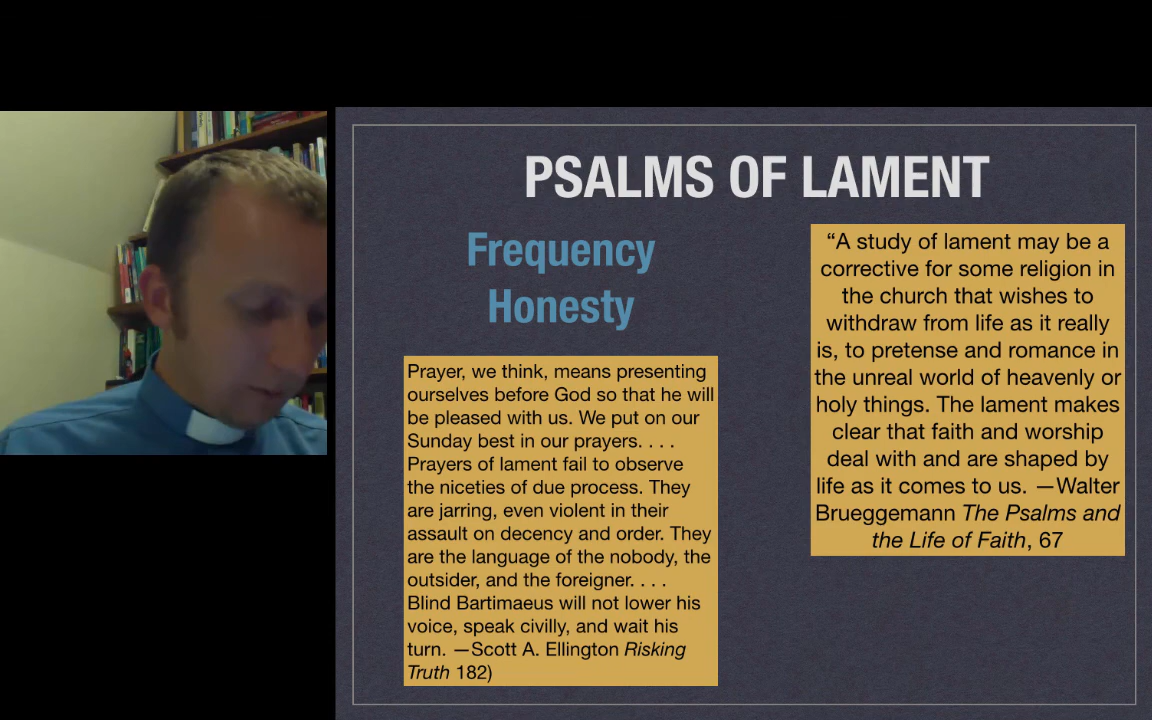 PSALMS OF LAMENT
Frequency
Honesty
Prayer, we think, means presenting
ourselves before God so that he will
be pleased with us. We put on our
Sunday best in our prayers. . . .
Prayers of lament fail to observe
the niceties of due process. They
are jarring, even violent in their
assault on decency and order. They
are the language of the nobody, the
outsider, and the foreigner. . . .
Blind Bartimaeus will not lower his
voice, speak civilly, and wait his
turn. —Scott A. Ellington Risking
Truth 182)
“A study of lament may be a
corrective for some religion in
the church that wishes to
withdraw from life as it really
is, to pretense and romance in
the unreal world of heavenly or
holy things. The lament makes
clear that faith and worship
deal with and are shaped by
life as it comes to us. —Walter
Brueggemann The Psalms and
the Life of Faith, 67